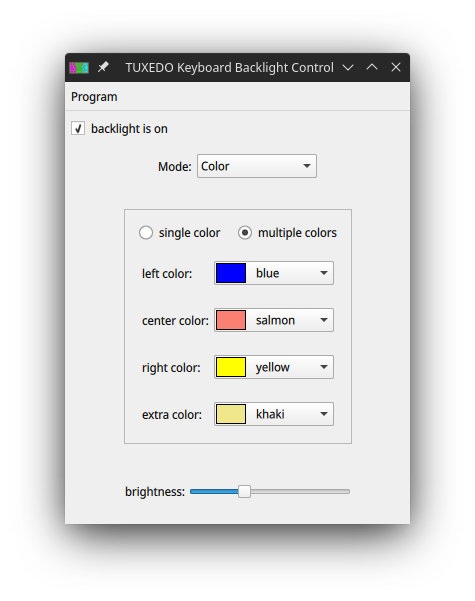 TUXEDO Keyboard Backlight Control
Program
backlight is on
Mode: Color
single color multiple colors
left color: blue
center color: salmon
right color: yellow
extra color: khaki
brightness: